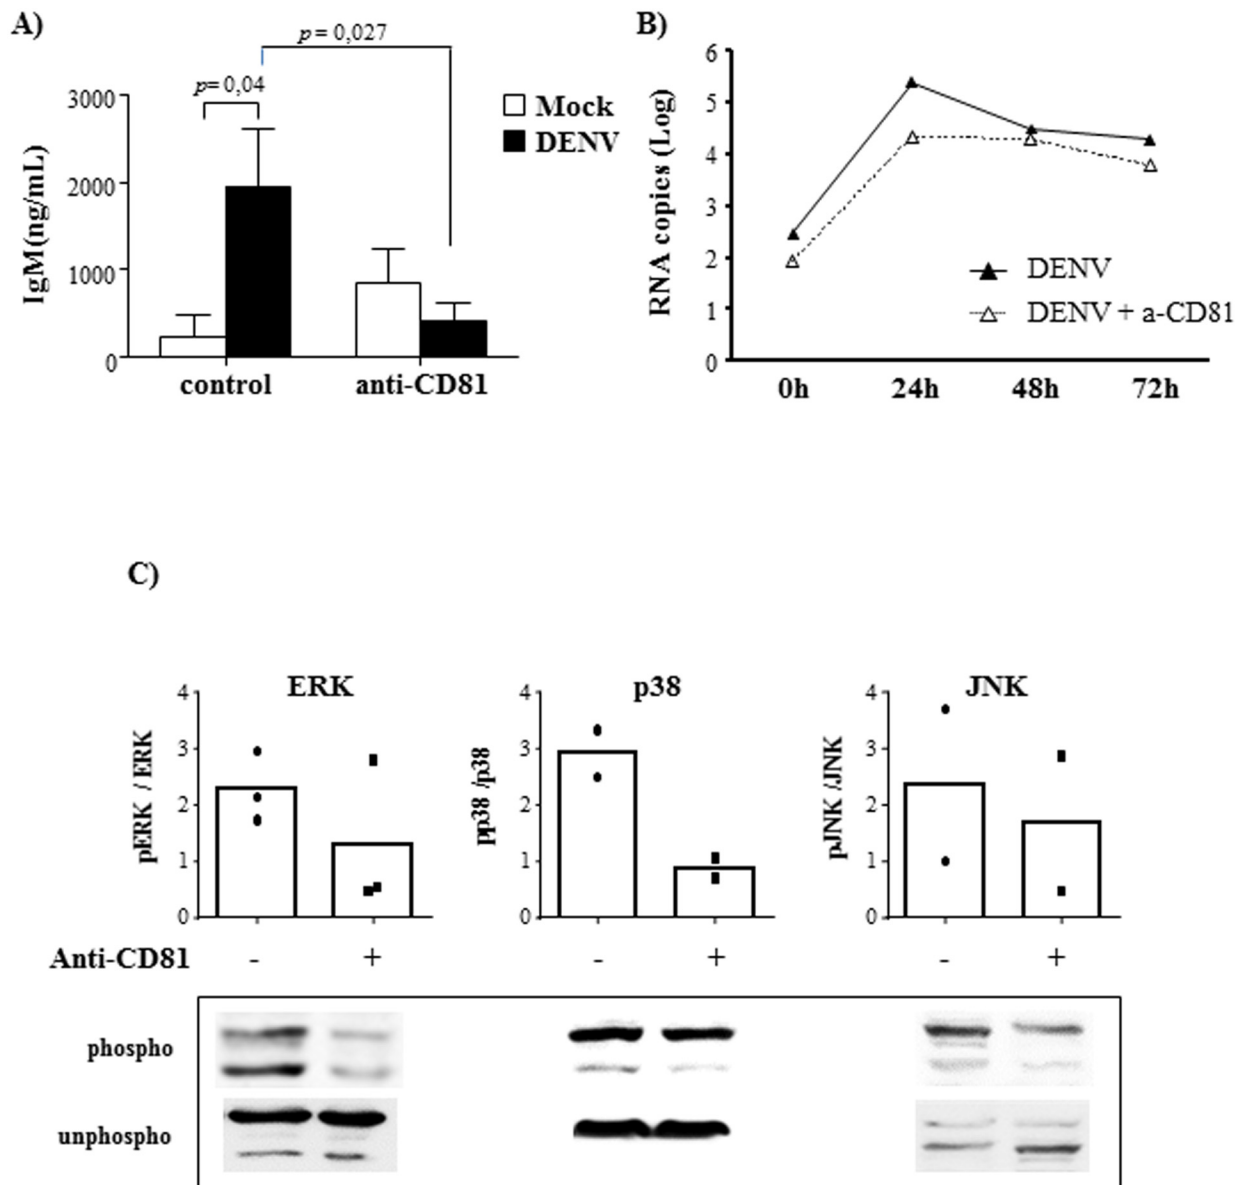 A)
p = 0,027
p= 0,04
3000
2000
1000
0
IgM(ng/mL)
control
anti-CD81
Mock
DENV
B)
6
5
4
3
2
1
0
RNA copies (Log)
DENV
DENV + a-CD81
0h 24h 48h 72h
C)
ERK
4
3
2
1
0
pERK / ERK
p38
4
3
2
1
0
pp38 /p38
JNK
4
3
2
1
0
pJNK /JNK
Anti-CD81 - + - + - +
phospho
unphospho